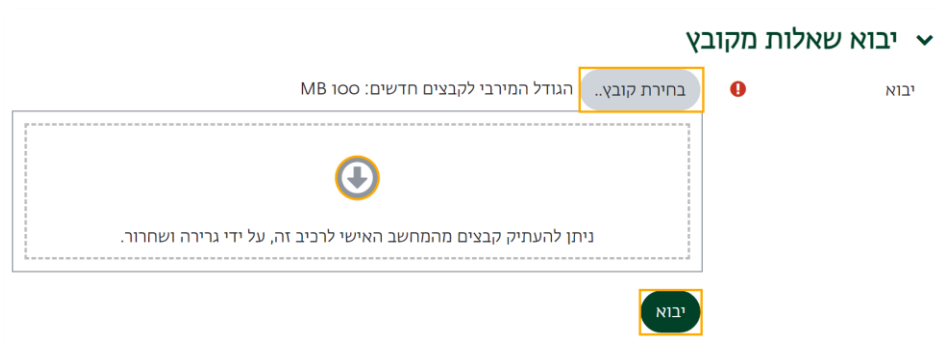 יבוא שאלות מקובץ
יבוא
בחירת קובץ..
הגודל המירבי לקבצים חדשים: 100 MB
ניתן להעתיק קבצים מהמחשב האישי לרכיב זה, על ידי גרירה ושחרור.
יבוא